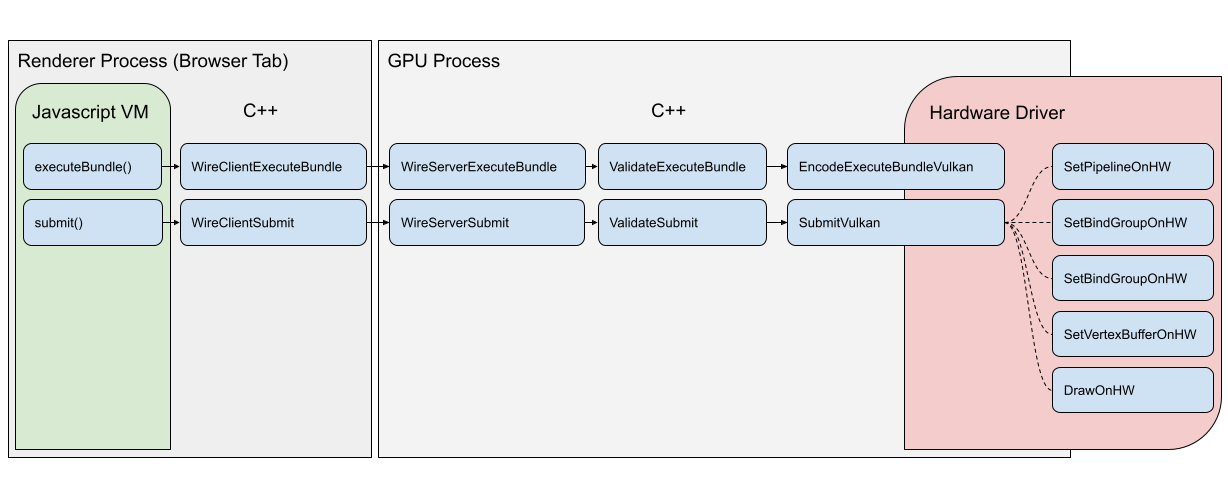 Renderer Process (Browser Tab)
GPU Process
Javascript VM
C++
C++
Hardware Driver
executeBundle()
WireClientExecuteBundle
WireServerExecuteBundle
ValidateExecuteBundle
EncodeExecuteBundleVulkan
SetPipelineOnHW
submit()
WireClientSubmit
WireServerSubmit
ValidateSubmit
SubmitVulkan
SetBindGroupOnHW
SetBindGroupOnHW
SetVertexBufferOnHW
DrawOnHW